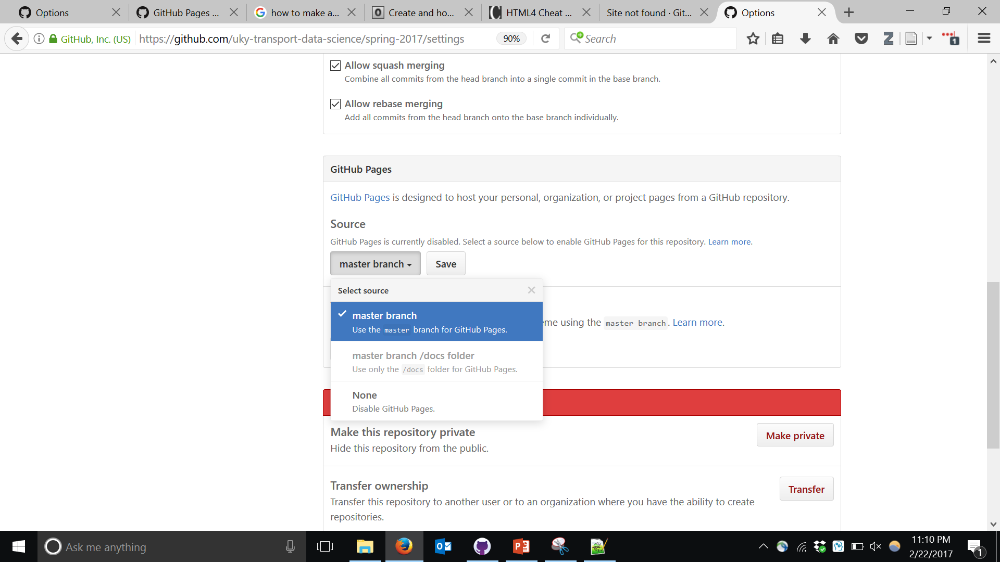 Options
GitHub Pages ...
how to make a...
Create and ho...
HTML4 Cheat ...
Site not found · Git...
Options
GitHub, Inc. (US)
https://github.com/uky-transport-data-science/spring-2017/settings
90%
Search
1
Allow squash merging
Combine all commits from the head branch into a single commit in the base branch.
Allow rebase merging
Add all commits from the head branch onto the base branch individually.
GitHub Pages
GitHub Pages is designed to host your personal, organization, or project pages from a GitHub repository.
Source
GitHub Pages is currently disabled. Select a source below to enable GitHub Pages for this repository. Learn more.
master branch
Save
Select source
master branch
Use the master branch for GitHub Pages.
eme using the master branch. Learn more.
master branch /docs folder
Use only the /docs folder for GitHub Pages.
None
Disable GitHub Pages.
Make this repository private
Hide this repository from the public.
Make private
Transfer ownership
Transfer this repository to another user or to an organization where you have the ability to create
repositories.
Transfer
Ask me anything
11:10 PM
2/22/2017
1